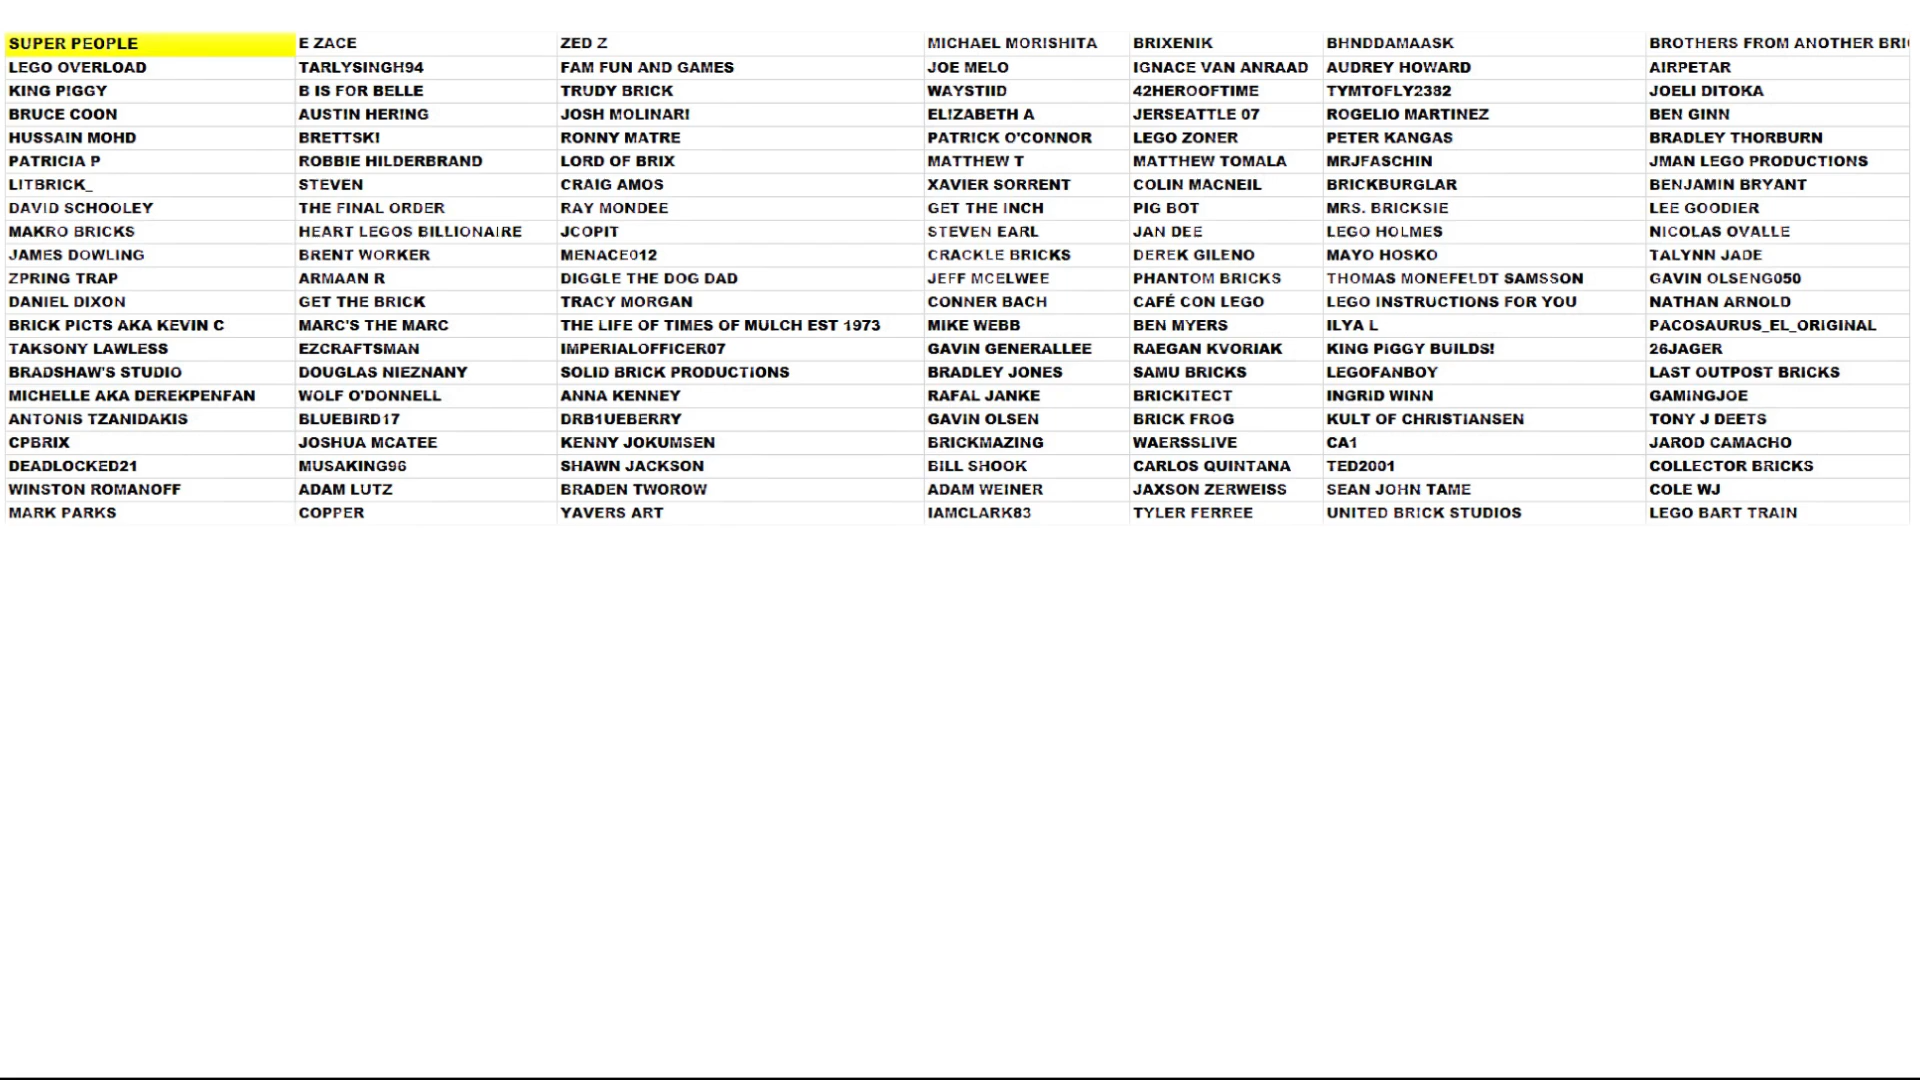 SUPER PEOPLE E ZACE ZED Z MICHAEL MORISHITA BRIXENIK BHNDDAMAASK BROTHERS FROM ANOTHER
LEGO OVERLOAD TARLYSINGH94 FAM FUN AND GAMES JOE MELO IGNACE VAN ANRAAD AUDREY HOWARD AIRPETAR
KING PIGGY B IS FOR BELLE TRUDY BRICK WAYSTIID 42HEROOFTIME TYMTOFLY2382 JOELI DITOKA
BRUCE COON AUSTIN HERING JOSH MOLINARI ELIZABETH A JERSEATTLE 07 ROGELIO MARTINEZ BEN GINN
HUSSAIN MOHD BRETTSKI RONNY MATRE PATRICK O'CONNOR LEGO ZONER PETER KANGAS BRADLEY THORBURN
PATRICIA P ROBBIE HILDERBRAND LORD OF BRIX MATTHEW T MATTHEW TOMALA MRJFASCHIN JMAN LEGO PRODUCTIONS
LITBRICK_ STEVEN CRAIG AMOS XAVIER SORRENT COLIN MACNEIL BRICKBURGLAR BENJAMIN BRYANT
DAVID SCHOOLEY THE FINAL ORDER RAY MONDEE GET THE INCH PIG BOT MRS. BRICKSIE LEE GOODIER
MAKRO BRICKS HEART LEGOS BILLIONAIRE JCOPIT STEVEN EARL JAN DEE LEGO HOLMES NICOLAS OVALLE
JAMES DOWLING BRENT WORKER MENACE012 CRACKLE BRICKS DEREK GILENO MAYO HOSKO TALYNN JADE
ZPRING TRAP ARMAAN R DIGGLE THE DOG DAD JEFF MCELWEE PHANTOM BRICKS THOMAS MONEFELDT SAMSSON GAVIN OLSENG050
DANIEL DIXON GET THE BRICK TRACY MORGAN CONNER BACH CAFÉ CON LEGO LEGO INSTRUCTIONS FOR YOU NATHAN ARNOLD
BRICK PICTS AKA KEVIN C MARC'S THE MARC THE LIFE OF TIMES OF MULCH EST 1973 MIKE WEBB BEN MYERS ILYA L PACOSAURUS_EL_ORIGINAL
TAKSONY LAWLESS EZCRAFTSMAN IMPERIALOFFICER07 GAVIN GENERALLEE RAEGAN KVORIAK KING PIGGY BUILDS! 26JAGER
BRADSHAW'S STUDIO DOUGLAS NIEZNANY SOLID BRICK PRODUCTIONS BRADLEY JONES SAMU BRICKS LEGOFANBOY LAST OUTPOST BRICKS
MICHELLE AKA DEREKPENFAN WOLF O'DONNELL ANNA KENNEY RAFAL JANKE BRICKITECT INGRID WINN GAMINGJOE
ANTONIS TZANIDAKIS BLUEBIRD17 DRB1UEBERRY GAVIN OLSEN BRICK FROG KULT OF CHRISTIANSEN TONY J DEETS
CPBRIX JOSHUA MCATEE KENNY JOKUMSEN BRICKMAZING WAERSSLIVE CA1 JAROD CAMACHO
DEADLOCKED21 MUSAKING96 SHAWN JACKSON BILL SHOOK CARLOS QUINTANA TED2001 COLLECTOR BRICKS
WINSTON ROMANOFF ADAM LUTZ BRADEN TWOROW ADAM WEINER JAXSON ZERWEISS SEAN JOHN TAME COLE WJ
MARK PARKS COPPER YAVERS ART IAMCLARK83 TYLER FERREE UNITED BRICK STUDIOS LEGO BART TRAIN